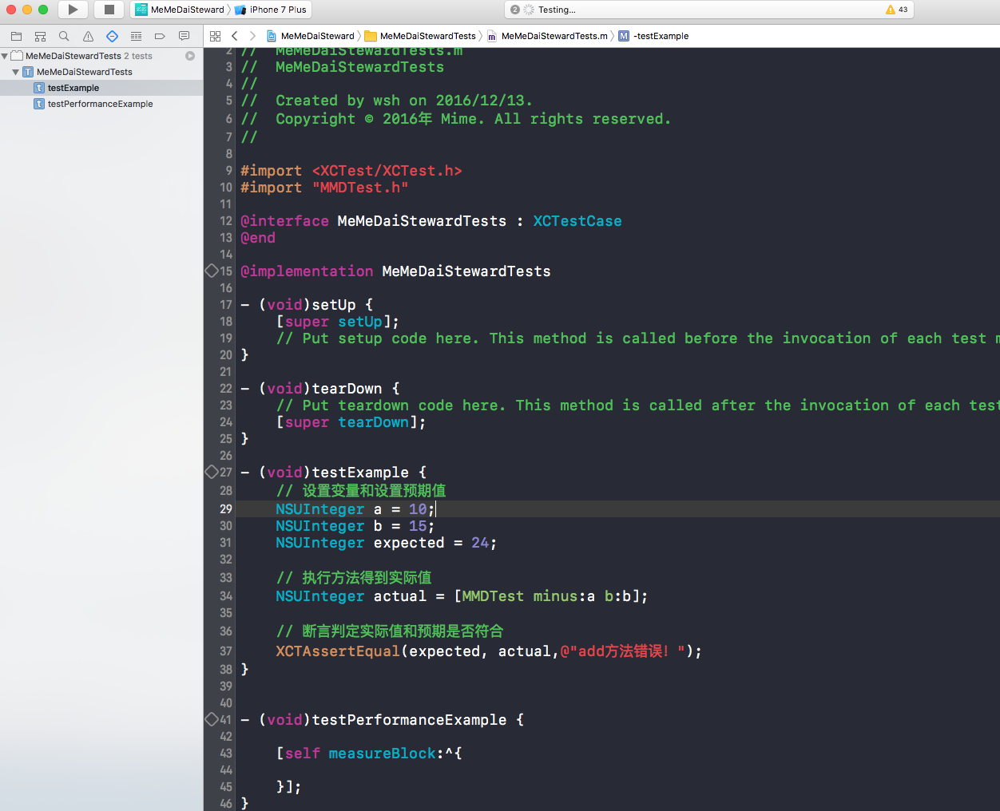 MeMeDaiSteward 〉 iPhone 7 Plus
2 Testing... 43
MeMeDaiSteward 〉 MeMeDaiStewardTests 〉 m MeMeDaiStewardTests.m 〉 M -testExample
MeMeDaiStewardTests 2 tests
T MeMeDaiStewardTests
t testExample
t testPerformanceExample
2 //  MeMeDaiStewardTests.m
3 //  MeMeDaiStewardTests
4 //
5 //  Created by wsh on 2016/12/13.
6 //  Copyright © 2016年 Mime. All rights reserved.
7 //
8
9 #import <XCTest/XCTest.h>
10 #import "MMDTest.h"
11
12 @interface MeMeDaiStewardTests : XCTestCase
13 @end
14
15 @implementation MeMeDaiStewardTests
16
17 - (void)setUp {
18     [super setUp];
19     // Put setup code here. This method is called before the invocation of each test m
20 }
21
22 - (void)tearDown {
23     // Put teardown code here. This method is called after the invocation of each test
24     [super tearDown];
25 }
26
27 - (void)testExample {
28     // 设置变量和设置预期值
29     NSUInteger a = 10;
30     NSUInteger b = 15;
31     NSUInteger expected = 24;
32
33     // 执行方法得到实际值
34     NSUInteger actual = [MMDTest minus:a b:b];
35
36     // 断言判定实际值和预期是否符合
37     XCTAssertEqual(expected, actual,@"add方法错误！");
38 }
39
40
41 - (void)testPerformanceExample {
42
43     [self measureBlock:^{
44
45     }];
46 }